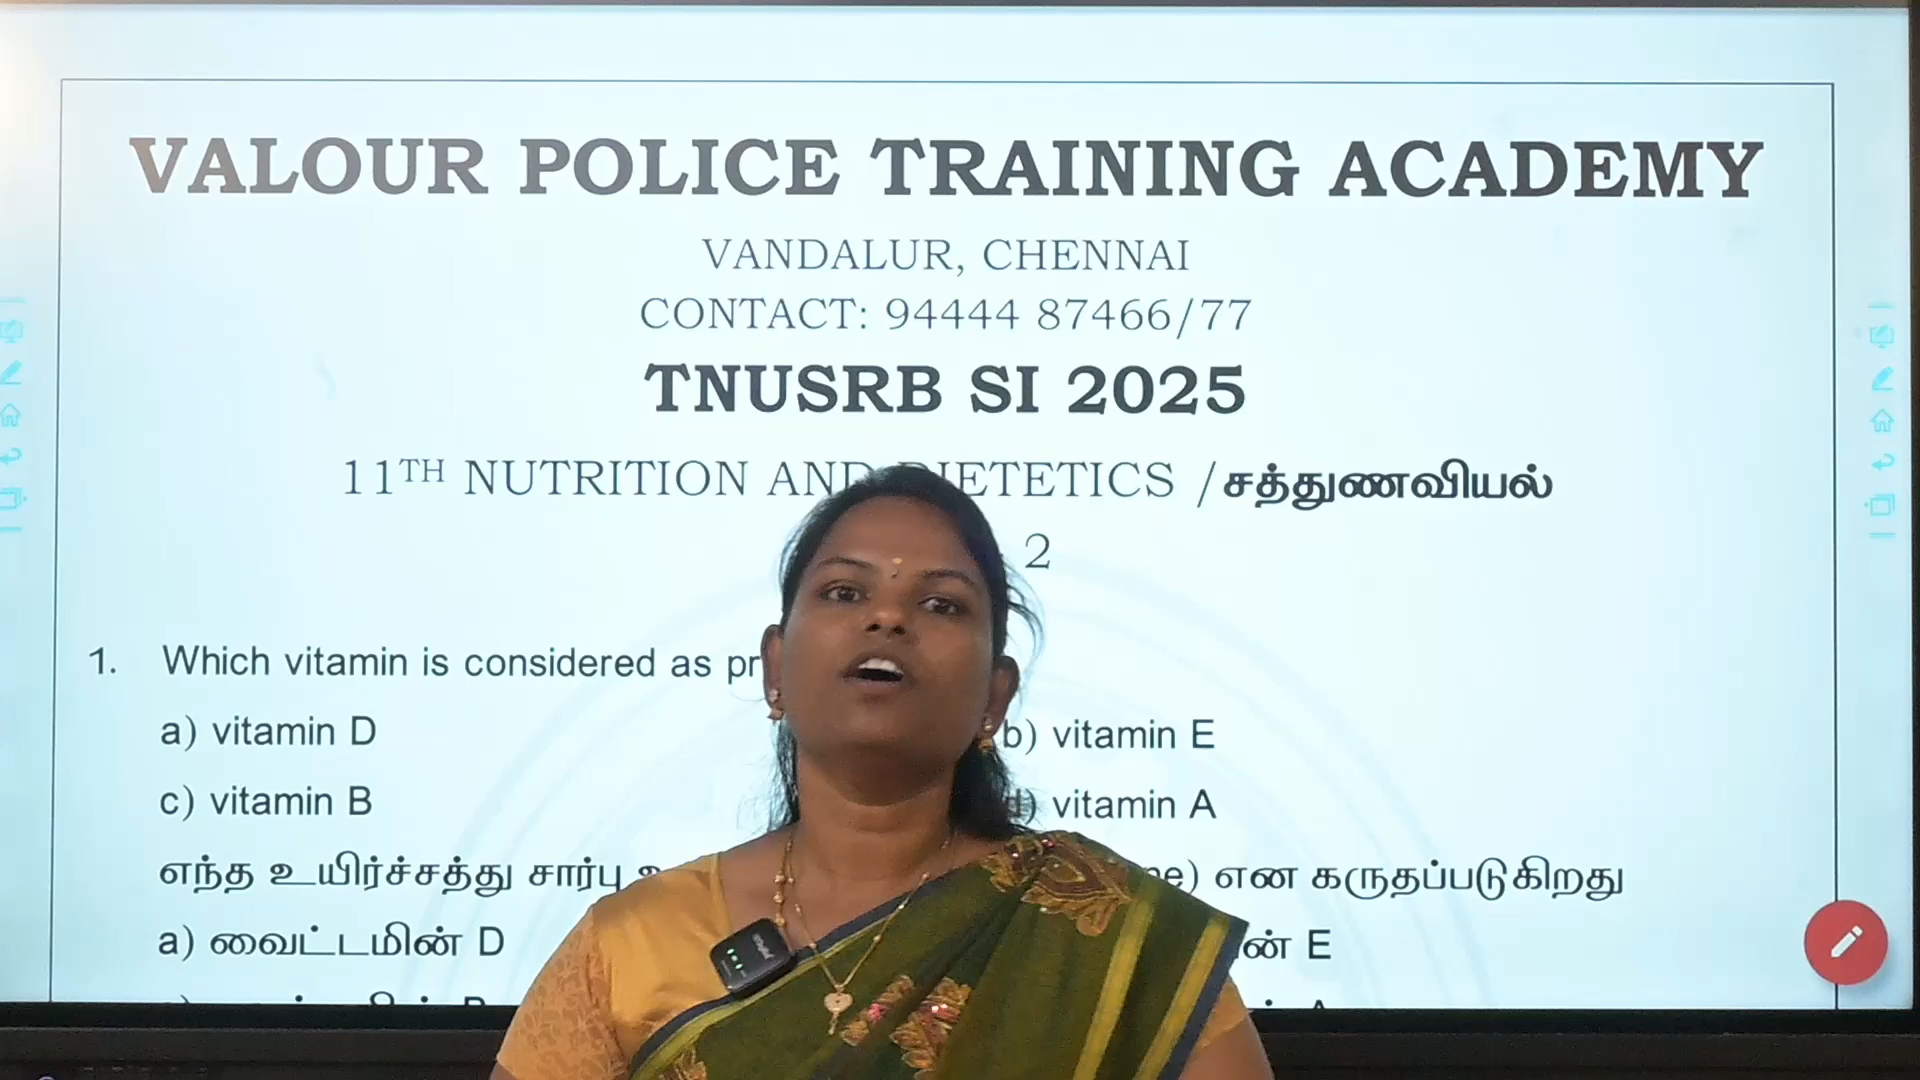 VALOUR POLICE TRAINING ACADEMY
VANDALUR, CHENNAI
CONTACT: 94444 87466/77
TNUSRB SI 2025
11TH NUTRITION AND DIETETICS /சத்துணவியல்
2
1. Which vitamin is considered as
a) vitamin D b) vitamin E
c) vitamin B d) vitamin A
எந்த உயிர்ச்சத்து சார்பு என கருதப்படுகிறது
a) வைட்டமின் D E